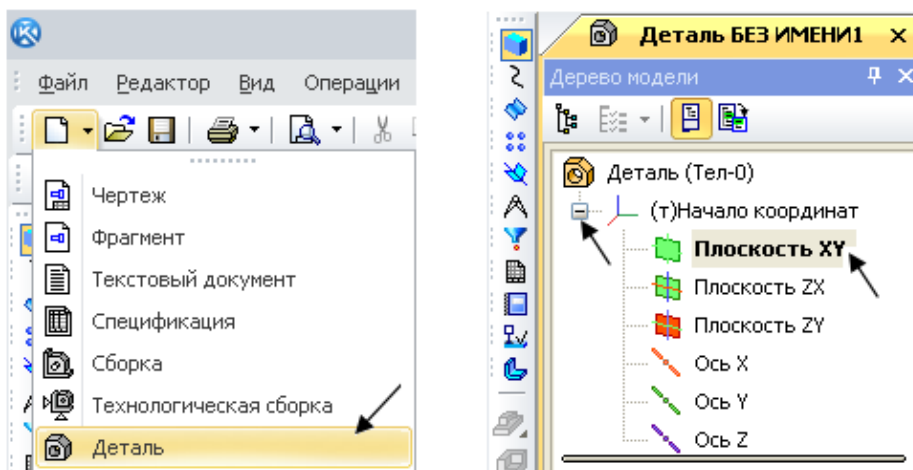 Файл Редактор Вид Операции
Чертеж
Фрагмент
Текстовый документ
Спецификация
Сборка
Технологическая сборка
Деталь
Деталь БЕЗ ИМЕНИ1
Дерево модели
Деталь (Тел-0)
(т)Начало координат
Плоскость XY
Плоскость ZX
Плоскость ZY
Ось X
Ось Y
Ось Z